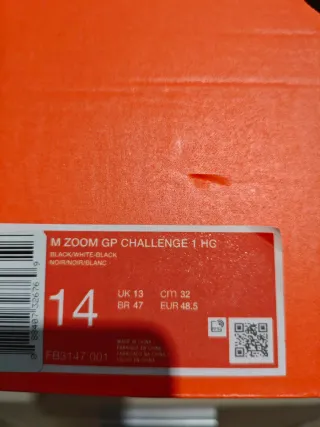 M ZOOM GP CHALLENGE 1 HG
BLACK/WHITE-BLACK
NOIR/NOIR/BLANC
14
UK 13 cm 32
BR 47 EUR 48.5
FB3147 001